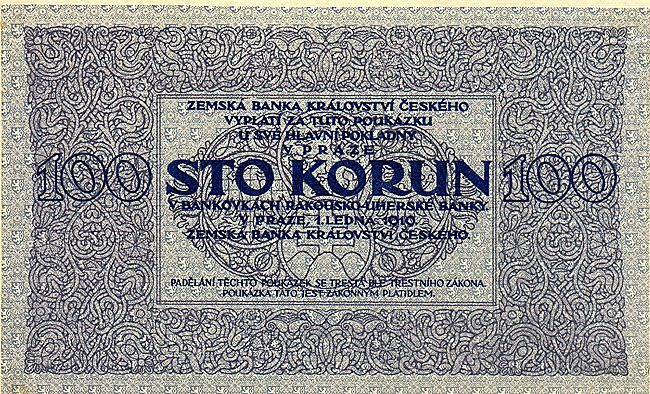 ZEMSKÁ BANKA KRÁLOVSTVÍ ČESKÉHO
VYPLATÍ ZA TUTO POUKÁZKU
U SVÉ HLAVNÍ POKLADNY
V PRAZE
100 STO KORUN 100
V BANKOVKÁCH RAKOUSKO-UHERSKÉ BANKY.
V PRAZE, 1. LEDNA 1919.
ZEMSKÁ BANKA KRÁLOVSTVÍ ČESKÉHO.
PADĚLÁNÍ TĚCHTO POUKÁZEK SE TRESTÁ DLE TRESTNÍHO ZÁKONA.
POUKÁZKA TATO JEST ZÁKONNÝM PLATIDLEM.